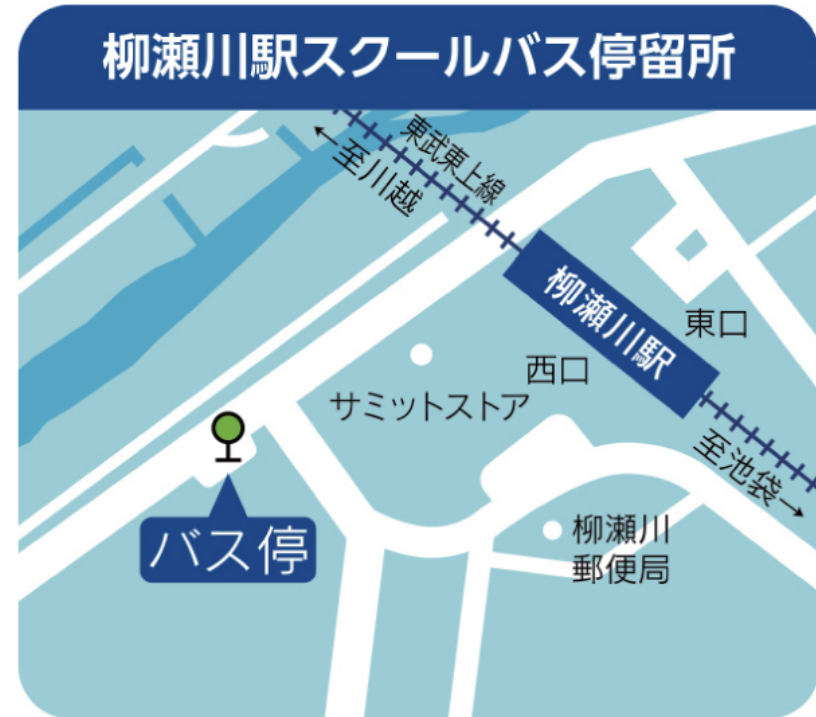 柳瀬川駅スクールバス停留所
東武東上線
←至川越
柳瀬川駅
東口
西口
サミットストア
至池袋→
バス停
柳瀬川
郵便局